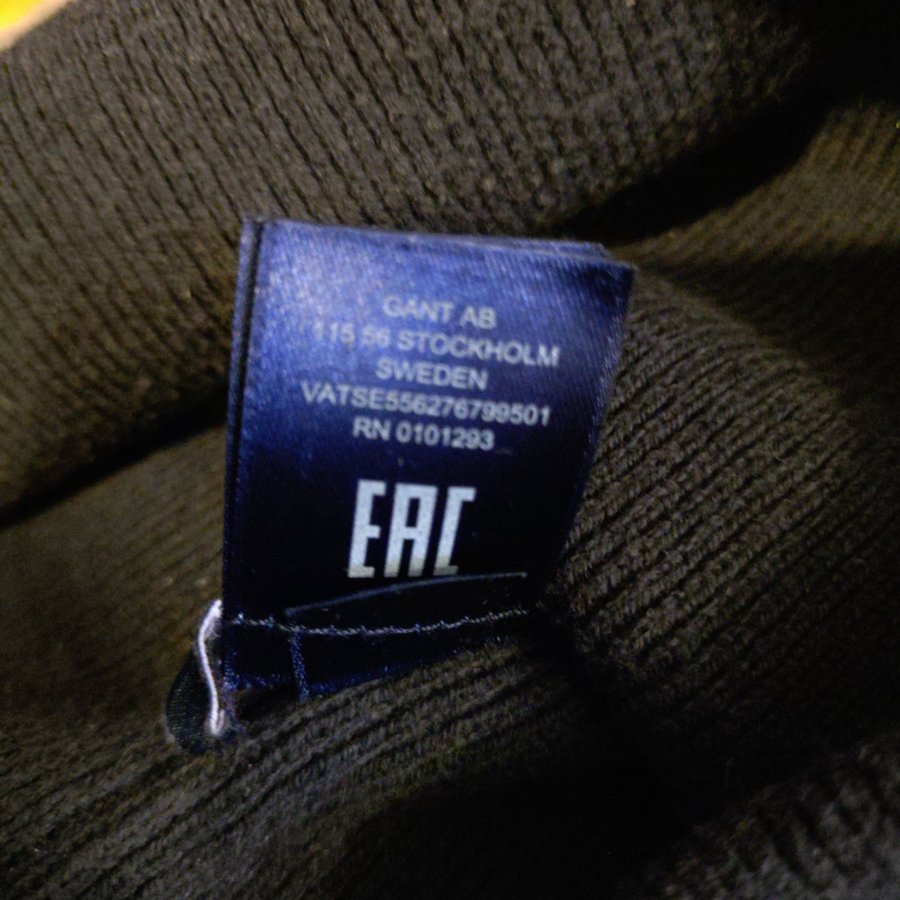 GANT AB
115 56 STOCKHOLM
SWEDEN
VATSE556276799501
RN 0101293
EAC